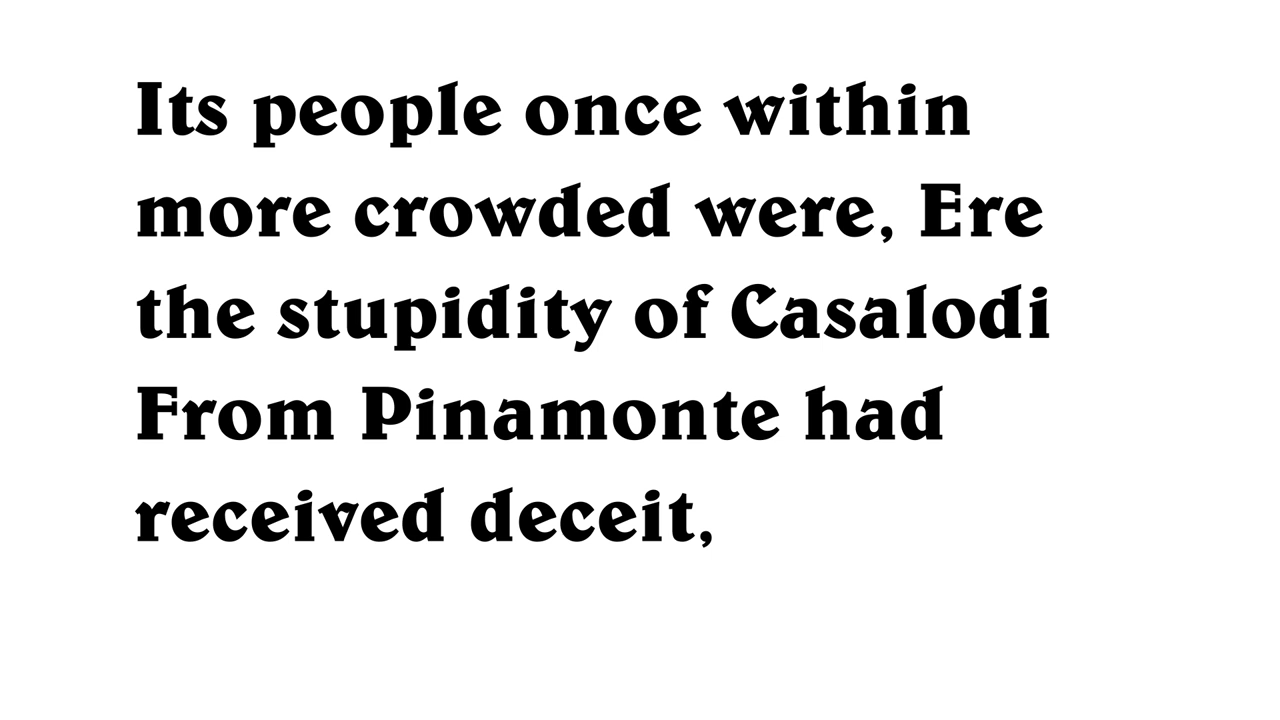 Its people once within
more crowded were, Ere
the stupidity of Casalodi
From Pinamonte had
received deceit,